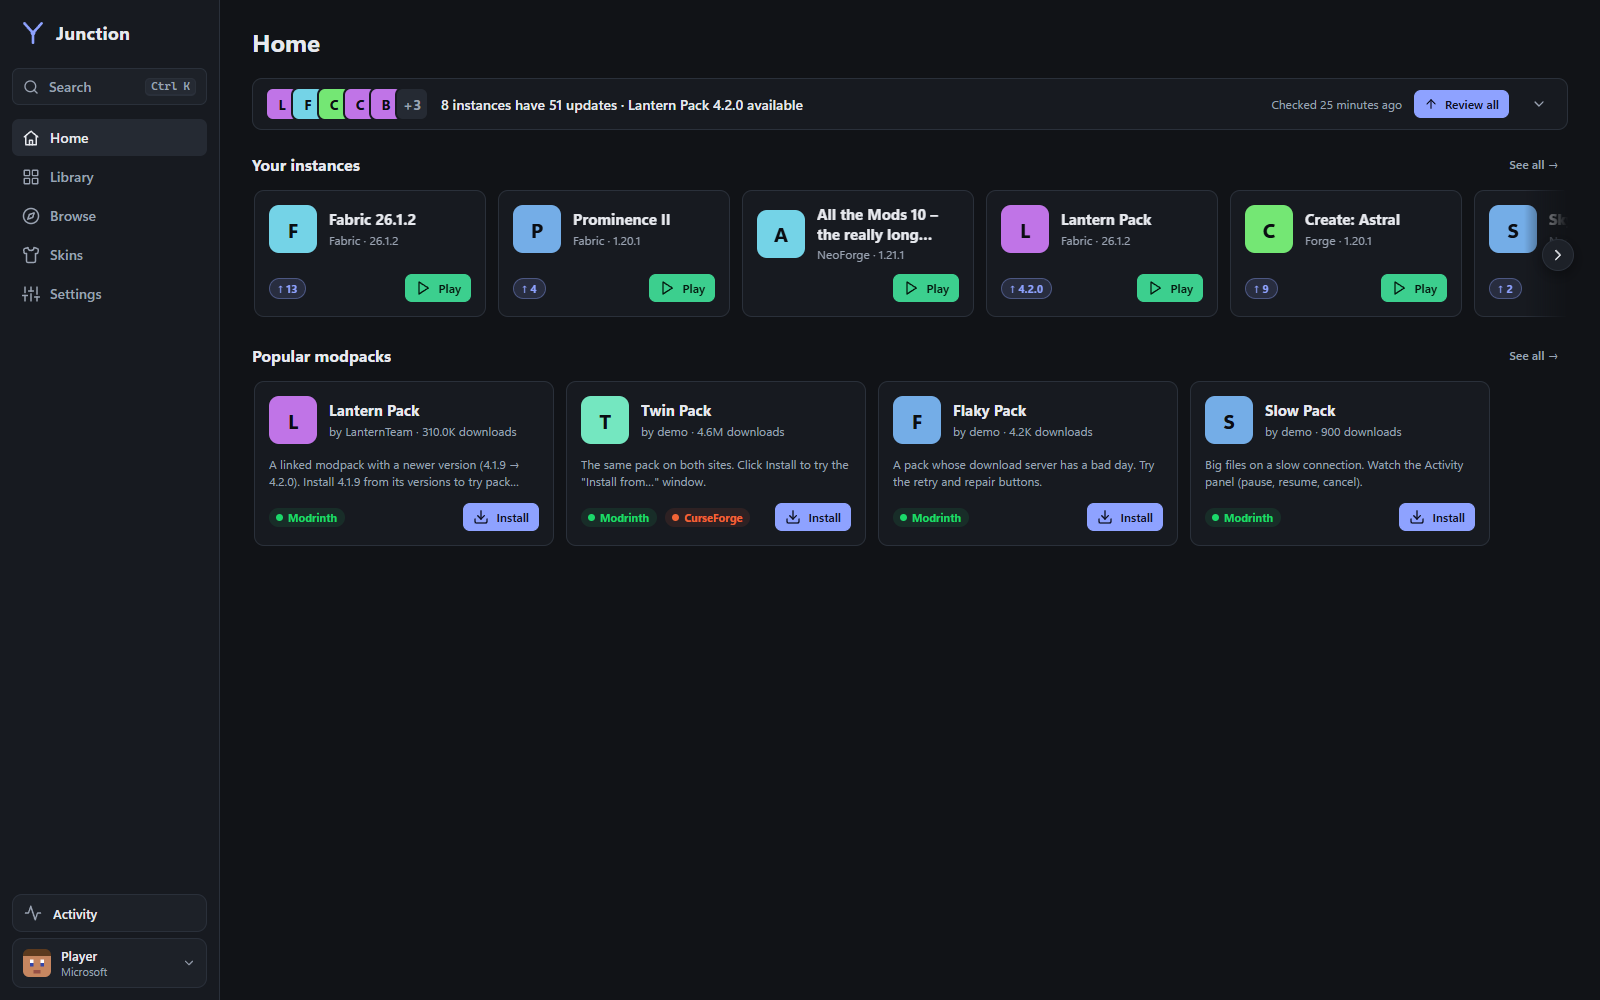 Junction
Search Ctrl K
Home
Library
Browse
Skins
Settings
Activity
Player
Microsoft
Home
L F C C B +3 8 instances have 51 updates · Lantern Pack 4.2.0 available Checked 25 minutes ago ↑ Review all
Your instances See all →
F
Fabric 26.1.2
Fabric · 26.1.2
↑ 13 Play
P
Prominence II
Fabric · 1.20.1
↑ 4 Play
A
All the Mods 10 –
the really long...
NeoForge · 1.21.1
Play
L
Lantern Pack
Fabric · 26.1.2
↑ 4.2.0 Play
C
Create: Astral
Forge · 1.20.1
↑ 9 Play
S
Sk
↑ 2
Popular modpacks See all →
L
Lantern Pack
by LanternTeam · 310.0K downloads
A linked modpack with a newer version (4.1.9 →
4.2.0). Install 4.1.9 from its versions to try pack...
Modrinth Install
T
Twin Pack
by demo · 4.6M downloads
The same pack on both sites. Click Install to try the
"Install from..." window.
Modrinth CurseForge Install
F
Flaky Pack
by demo · 4.2K downloads
A pack whose download server has a bad day. Try
the retry and repair buttons.
Modrinth Install
S
Slow Pack
by demo · 900 downloads
Big files on a slow connection. Watch the Activity
panel (pause, resume, cancel).
Modrinth Install